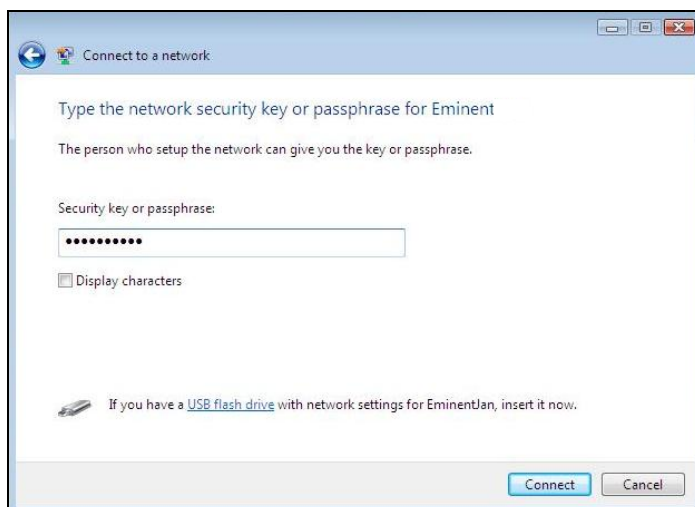 Connect to a network
Type the network security key or passphrase for Eminent
The person who setup the network can give you the key or passphrase.
Security key or passphrase:
••••••••••
Display characters
If you have a USB flash drive with network settings for EminentJan, insert it now.
Connect Cancel